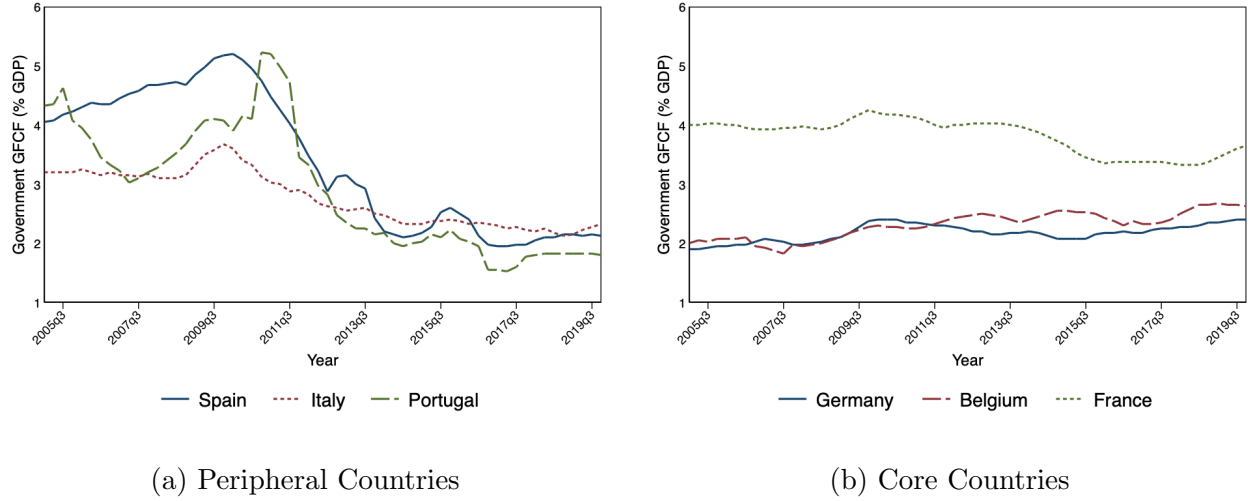 Government GFCF (% GDP)
6
5
4
3
2
1
2005q3 2007q3 2009q3 2011q3 2013q3 2015q3 2017q3 2019q3
Year
Spain Italy Portugal
(a) Peripheral Countries
Government GFCF (% GDP)
6
5
4
3
2
1
2005q3 2007q3 2009q3 2011q3 2013q3 2015q3 2017q3 2019q3
Year
Germany Belgium France
(b) Core Countries